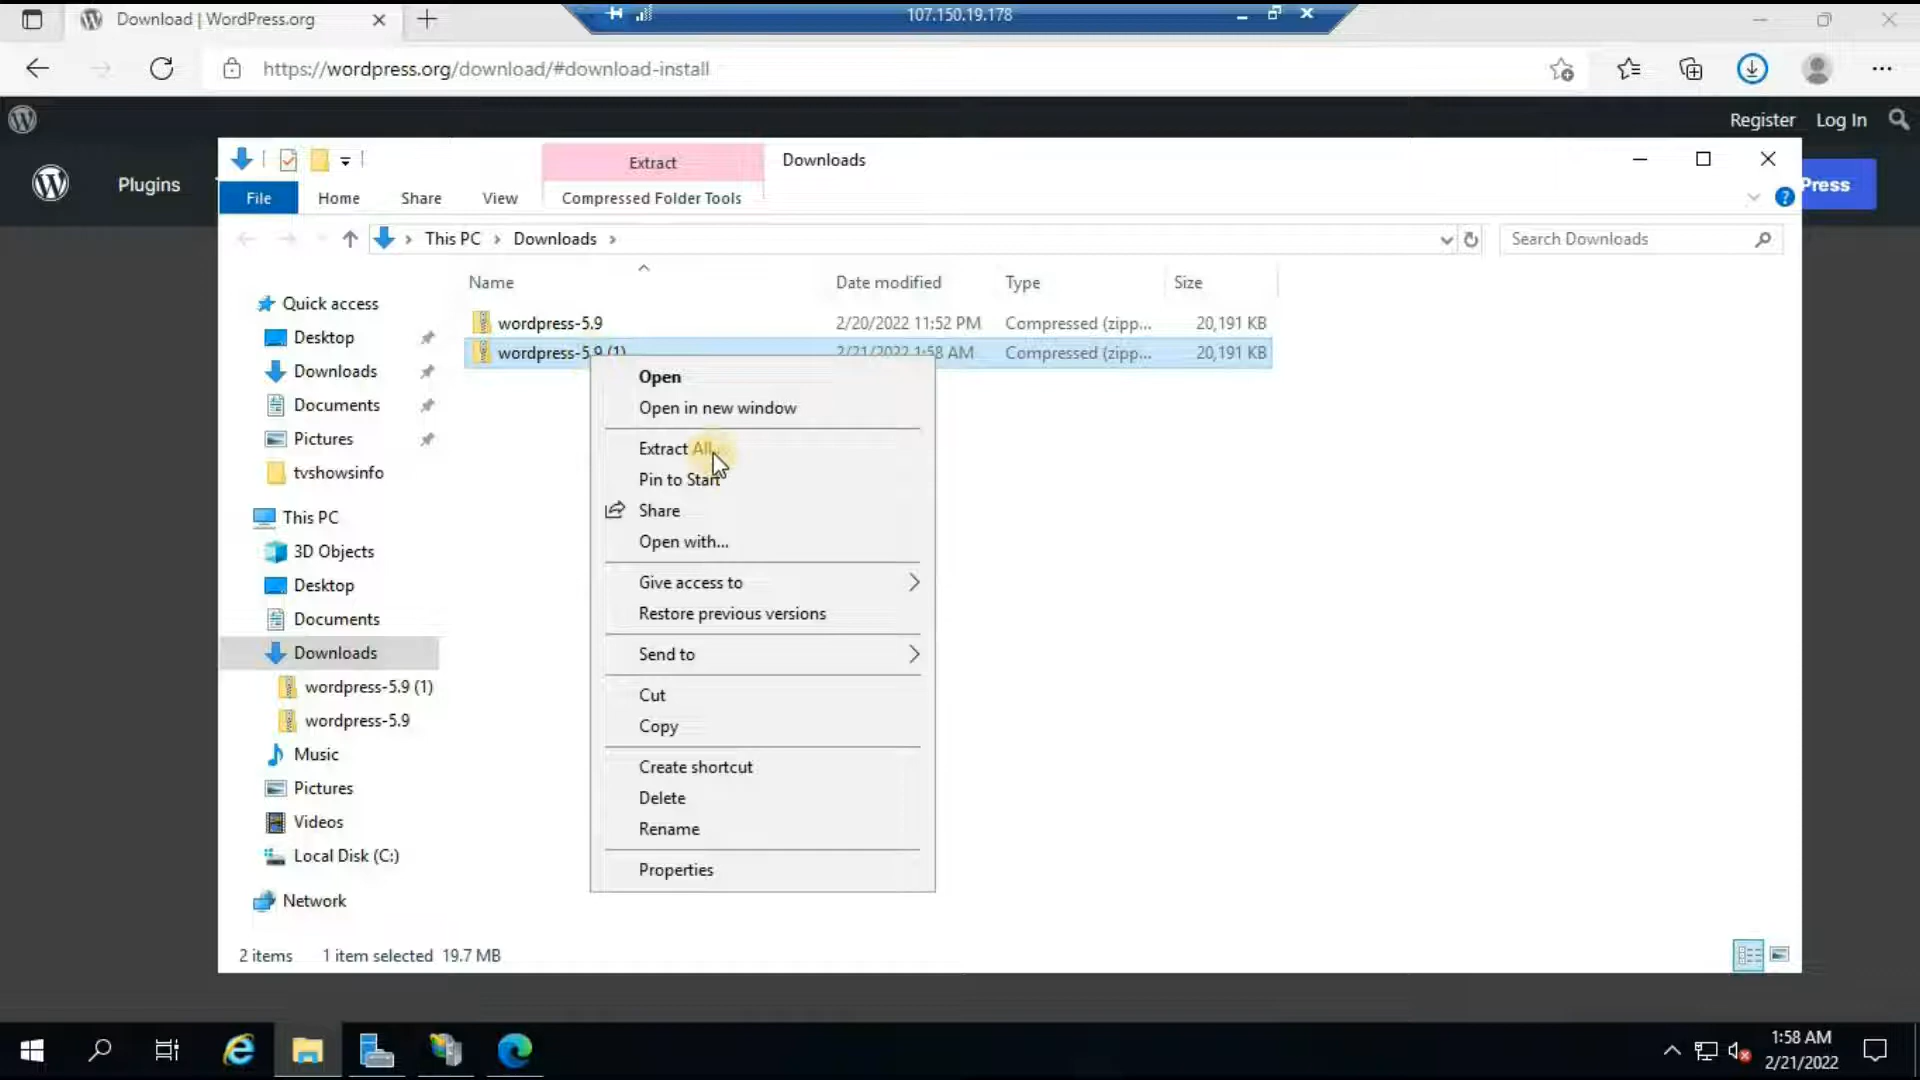 Download | WordPress.org
107.150.19.178
https://wordpress.org/download/#download-install
Register Log In
Plugins
Press
Extract
Downloads
File Home Share View Compressed Folder Tools
This PC Downloads
Search Downloads
Name Date modified Type Size
wordpress-5.9 2/20/2022 11:52 PM Compressed (zipp... 20,191 KB
wordpress-5.9 (1) 2/21/2022 1:58 AM Compressed (zipp... 20,191 KB
Quick access
Desktop
Downloads
Documents
Pictures
tvshowsinfo
This PC
3D Objects
Desktop
Documents
Downloads
wordpress-5.9 (1)
wordpress-5.9
Music
Pictures
Videos
Local Disk (C:)
Network
Open
Open in new window
Extract All...
Pin to Start
Share
Open with...
Give access to
Restore previous versions
Send to
Cut
Copy
Create shortcut
Delete
Rename
Properties
2 items 1 item selected 19.7 MB
1:58 AM
2/21/2022